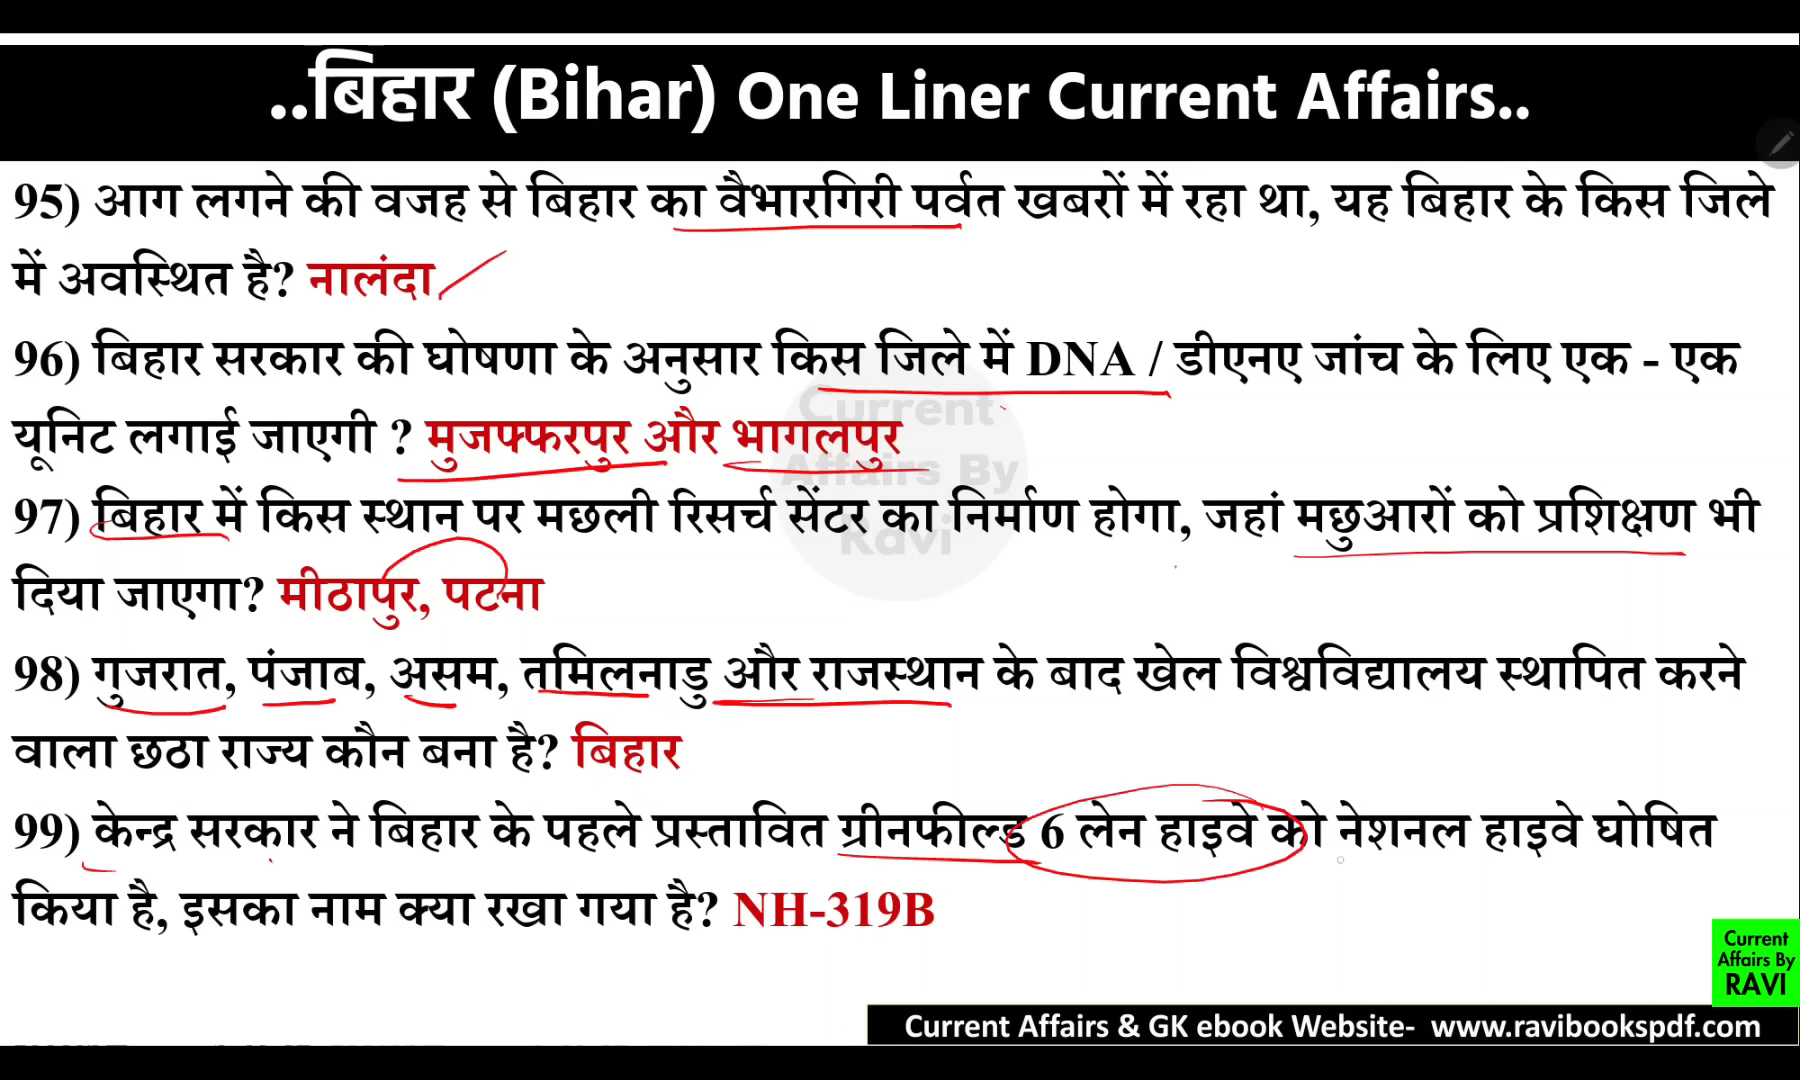 ..बिहार (Bihar) One Liner Current Affairs..
95) आग लगने की वजह से बिहार का वैभारगिरी पर्वत खबरों में रहा था, यह बिहार के किस जिले
में अवस्थित है? नालंदा
96) बिहार सरकार की घोषणा के अनुसार किस जिले में DNA / डीएनए जांच के लिए एक - एक
यूनिट लगाई जाएगी ? मुजफ्फरपुर और भागलपुर
97) बिहार में किस स्थान पर मछली रिसर्च सेंटर का निर्माण होगा, जहां मछुआरों को प्रशिक्षण भी
दिया जाएगा? मीठापुर, पटना
98) गुजरात, पंजाब, असम, तमिलनाडु और राजस्थान के बाद खेल विश्वविद्यालय स्थापित करने
वाला छठा राज्य कौन बना है? बिहार
99) केन्द्र सरकार ने बिहार के पहले प्रस्तावित ग्रीनफील्ड 6 लेन हाइवे को नेशनल हाइवे घोषित
किया है, इसका नाम क्या रखा गया है? NH-319B
Current
Affairs By
Ravi
Current
Affairs By
RAVI
Current Affairs & GK ebook Website- www.ravibookspdf.com